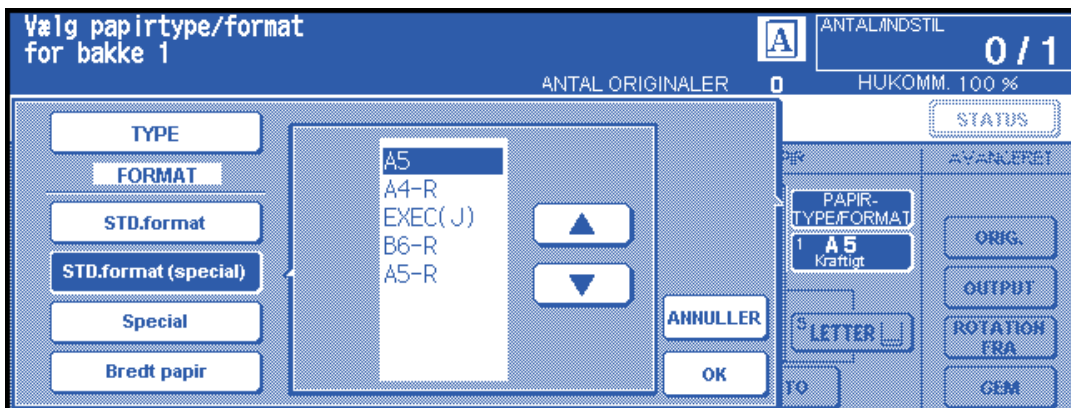 Vælg papirtype/format
for bakke 1
ANTAL/INDSTIL
0 / 1
ANTAL ORIGINALER 0
HUKOMM. 100 %
STATUS
TYPE
FORMAT
STD.format
STD.format (special)
Special
Bredt papir
A5
A4-R
EXEC(J)
B6-R
A5-R
ANNULLER
OK
AVANCERET
PAPIR-
TYPE/FORMAT
1 A5
Kraftigt
5 LETTER
ORIG.
OUTPUT
ROTATION
FRA
GEM